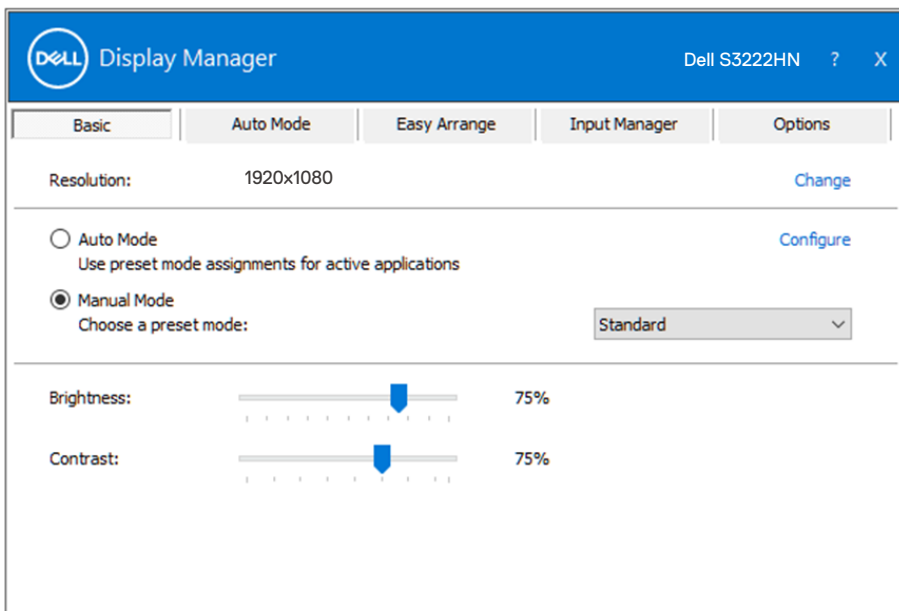 DELL Display Manager Dell S3222HN ? X
Basic Auto Mode Easy Arrange Input Manager Options
Resolution: 1920x1080 Change
Auto Mode Configure
Use preset mode assignments for active applications
Manual Mode
Choose a preset mode: Standard
Brightness: 75%
Contrast: 75%